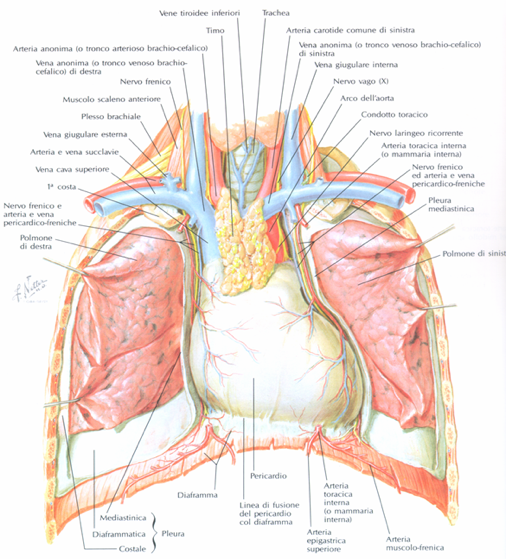 Vene tiroidee inferiori
Trachea
Timo
Arteria carotide comune di sinistra
Arteria anonima (o tronco arterioso brachio-cefalico)
Vena anonima (o tronco venoso brachio-cefalico)
di sinistra
Vena anonima (o tronco venoso brachio-
cefalico) di destra
Vena giugulare interna
Nervo frenico
Nervo vago (X)
Muscolo scaleno anteriore
Arco dell'aorta
Plesso brachiale
Condotto toracico
Vena giugulare esterna
Nervo laringeo ricorrente
Arteria e vena succlavie
Arteria toracica interna
(o mammaria interna)
Vena cava superiore
Nervo frenico
ed arteria e vena
pericardico-freniche
1ª costa
Pleura
mediastinica
Nervo frenico e
arteria e vena
pericardico-freniche
Polmone
di destra
Polmone di sinist
Pericardio
Diaframma
Linea di fusione
del pericardio
col diaframma
Arteria
toracica
interna
(o mammaria
interna)
Arteria
epigastrica
superiore
Arteria
muscolo-frenica
Mediastinica
Diaframmatica
Costale
Pleura